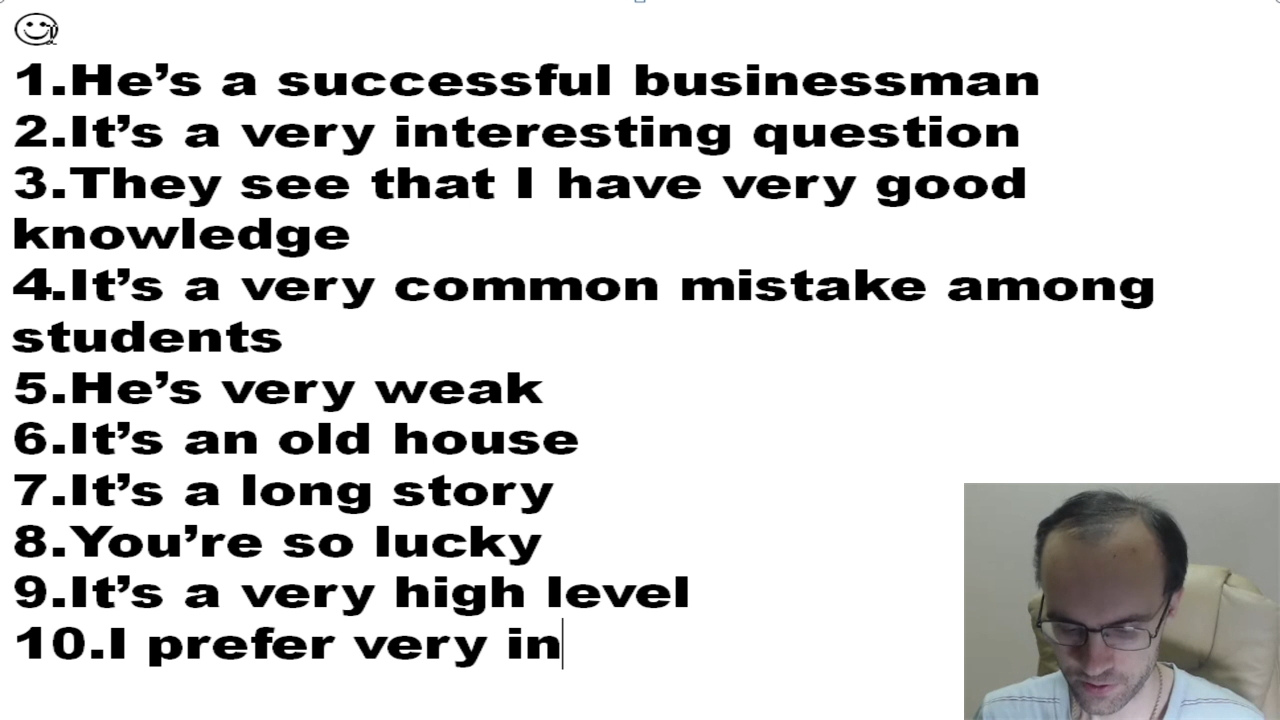 1.He’s a successful businessman
2.It’s a very interesting question
3.They see that I have very good
knowledge
4.It’s a very common mistake among
students
5.He’s very weak
6.It’s an old house
7.It’s a long story
8.You’re so lucky
9.It’s a very high level
10.I prefer very in